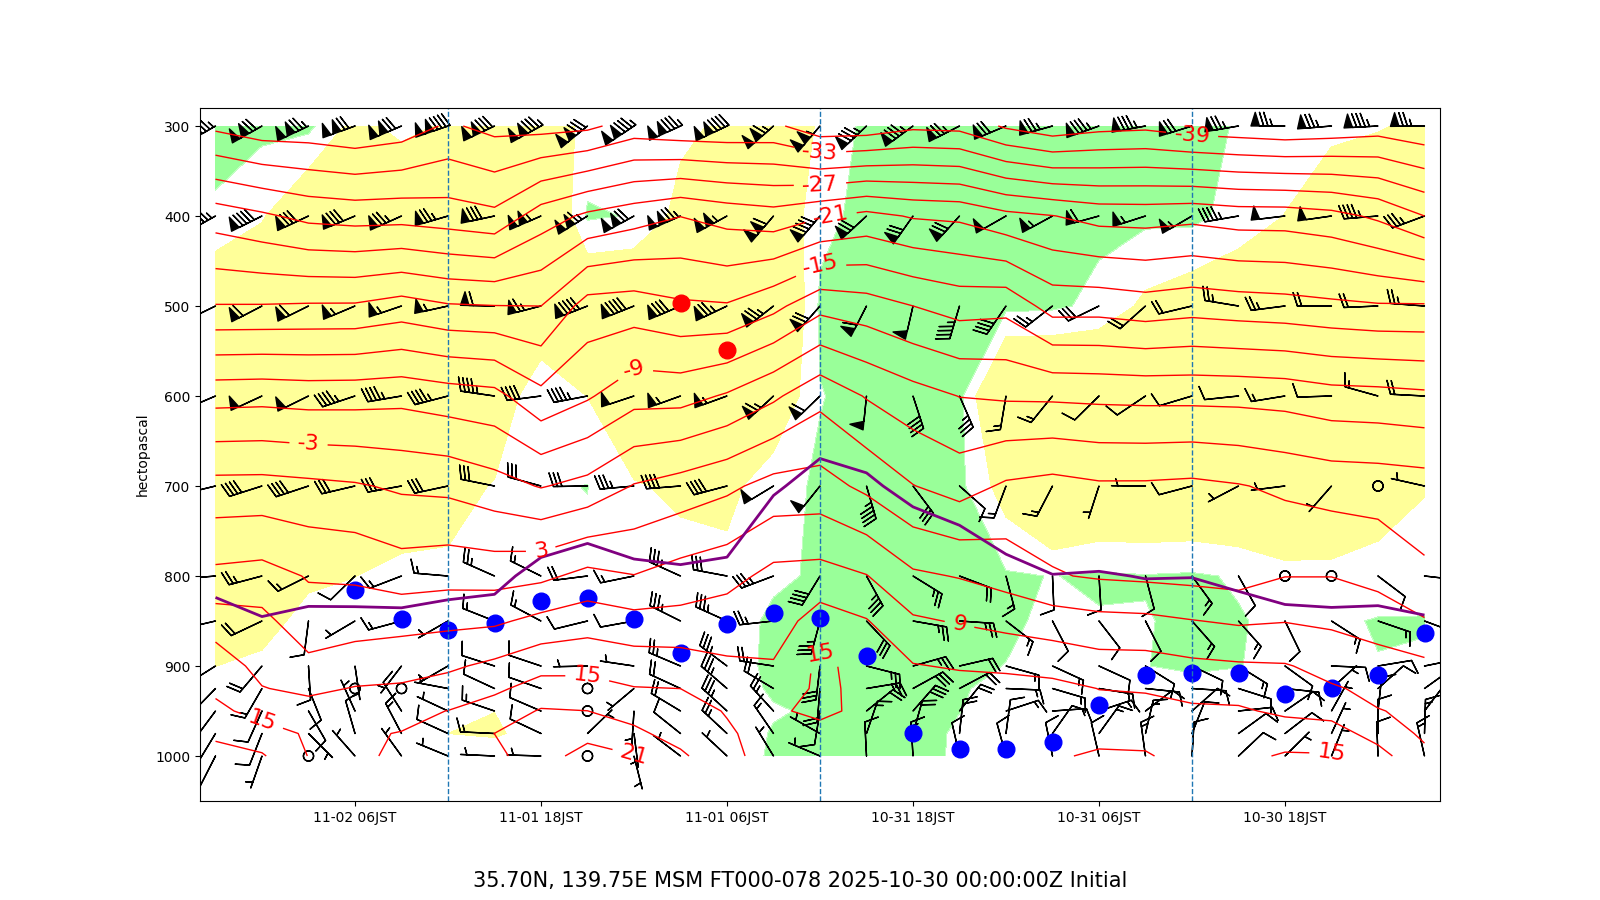 300
400
500
600
700
800
900
1000
hectopascal
-39
-33
-27
-21
-15
-9
-3
3
9
15
15
15
21
15
11-02 06JST
11-01 18JST
11-01 06JST
10-31 18JST
10-31 06JST
10-30 18JST
35.70N, 139.75E MSM FT000-078 2025-10-30 00:00:00Z Initial